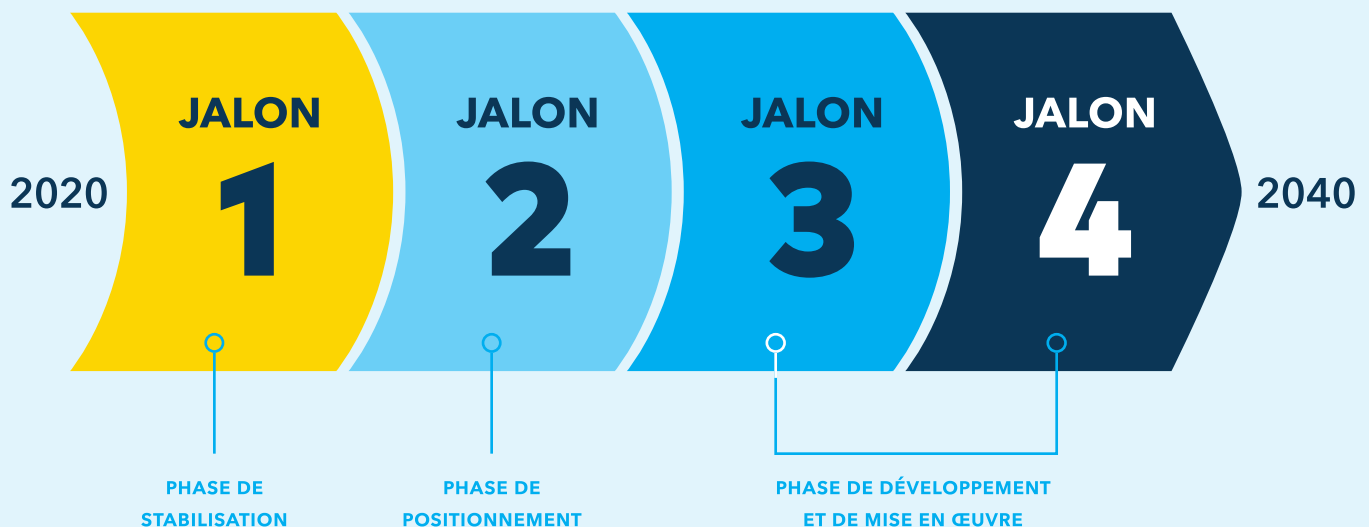 2020
JALON
1
JALON
2
JALON
3
JALON
4
2040
PHASE DE
STABILISATION
PHASE DE
POSITIONNEMENT
PHASE DE DÉVELOPPEMENT
ET DE MISE EN ŒUVRE